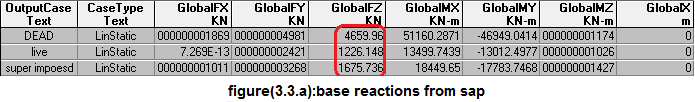 OutputCase CaseType GlobalFX GlobalFY GlobalFZ GlobalMX GlobalMY GlobalMZ GlobalX
Text Text KN KN KN KN-m KN-m KN-m m
DEAD LinStatic 000000001869 000000004981 4659.96 51160.2871 -46949.0414 000000001174 0
live LinStatic 7.269E-13 000000002421 1226.148 13499.7439 -13012.4977 000000001026 0
super impoesd LinStatic 000000001011 000000003268 1675.736 18449.65 -17783.7468 000000001427 0
figure(3.3.a):base reactions from sap